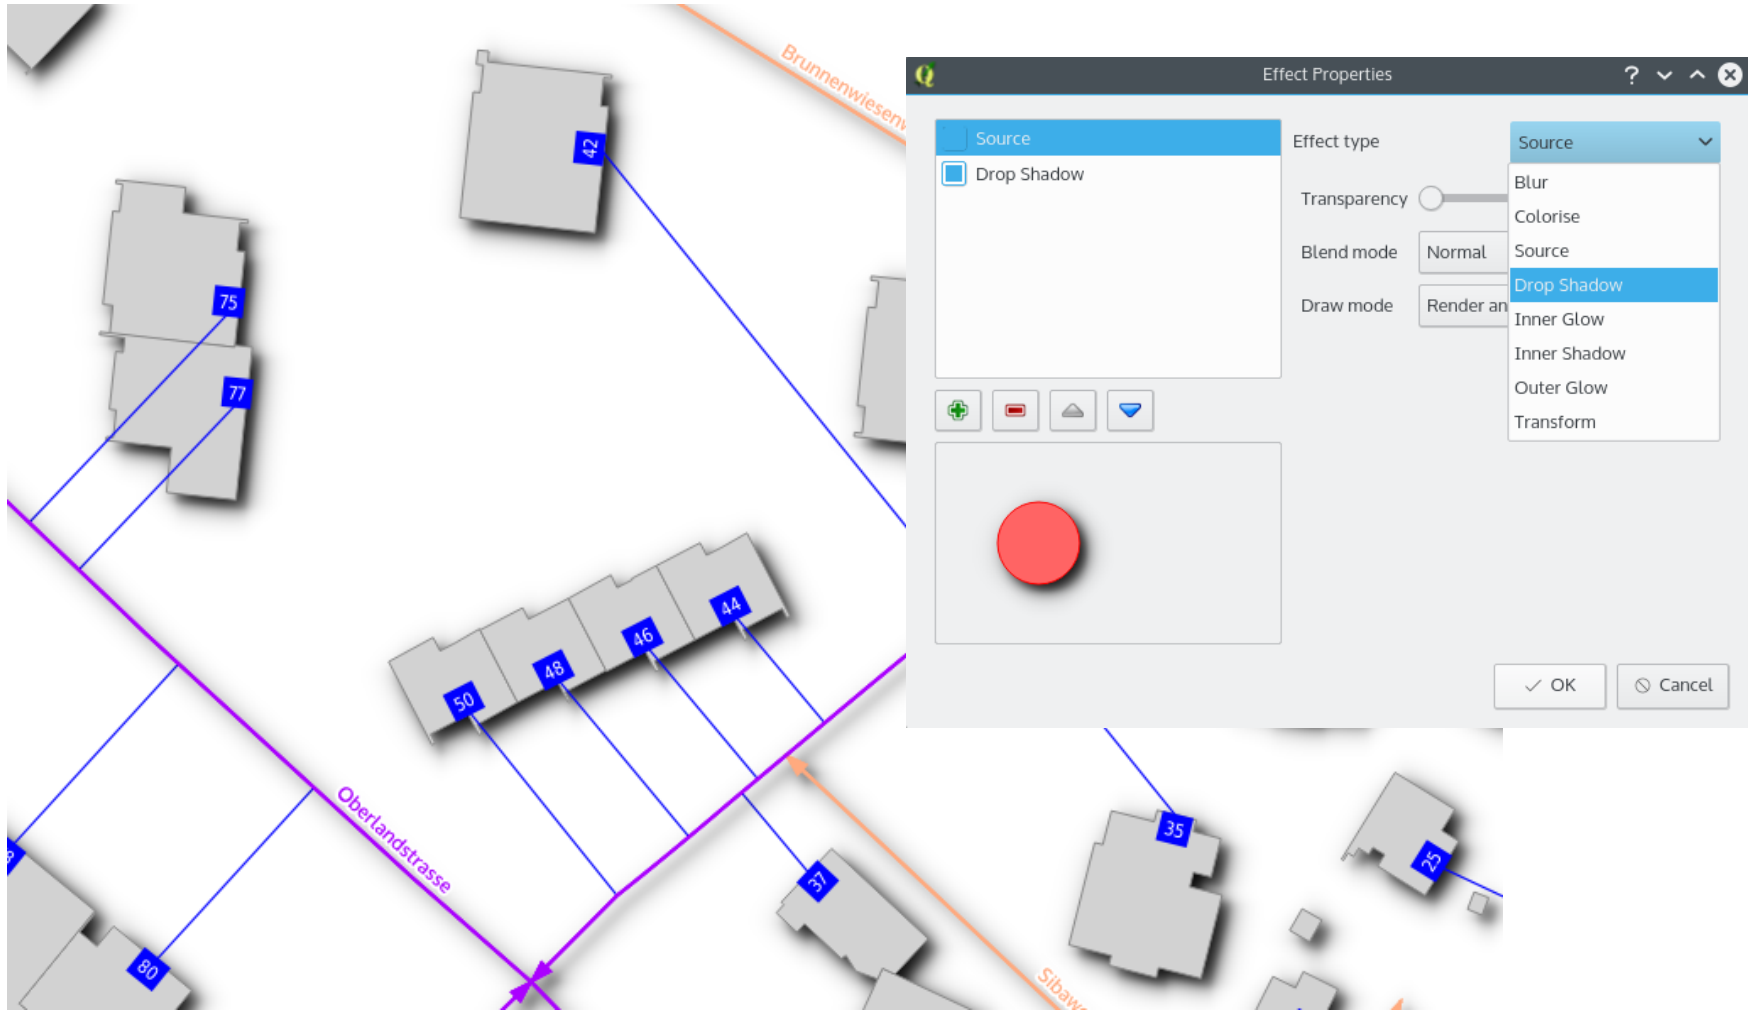 Brunnenwiesenw
42
75
77
44
46
48
50
Oberlandstrasse
80
37
35
25
Sibawe
Effect Properties
Source
Drop Shadow
Effect type
Source
Transparency
Blend mode
Normal
Draw mode
Render an
Blur
Colorise
Source
Drop Shadow
Inner Glow
Inner Shadow
Outer Glow
Transform
OK
Cancel